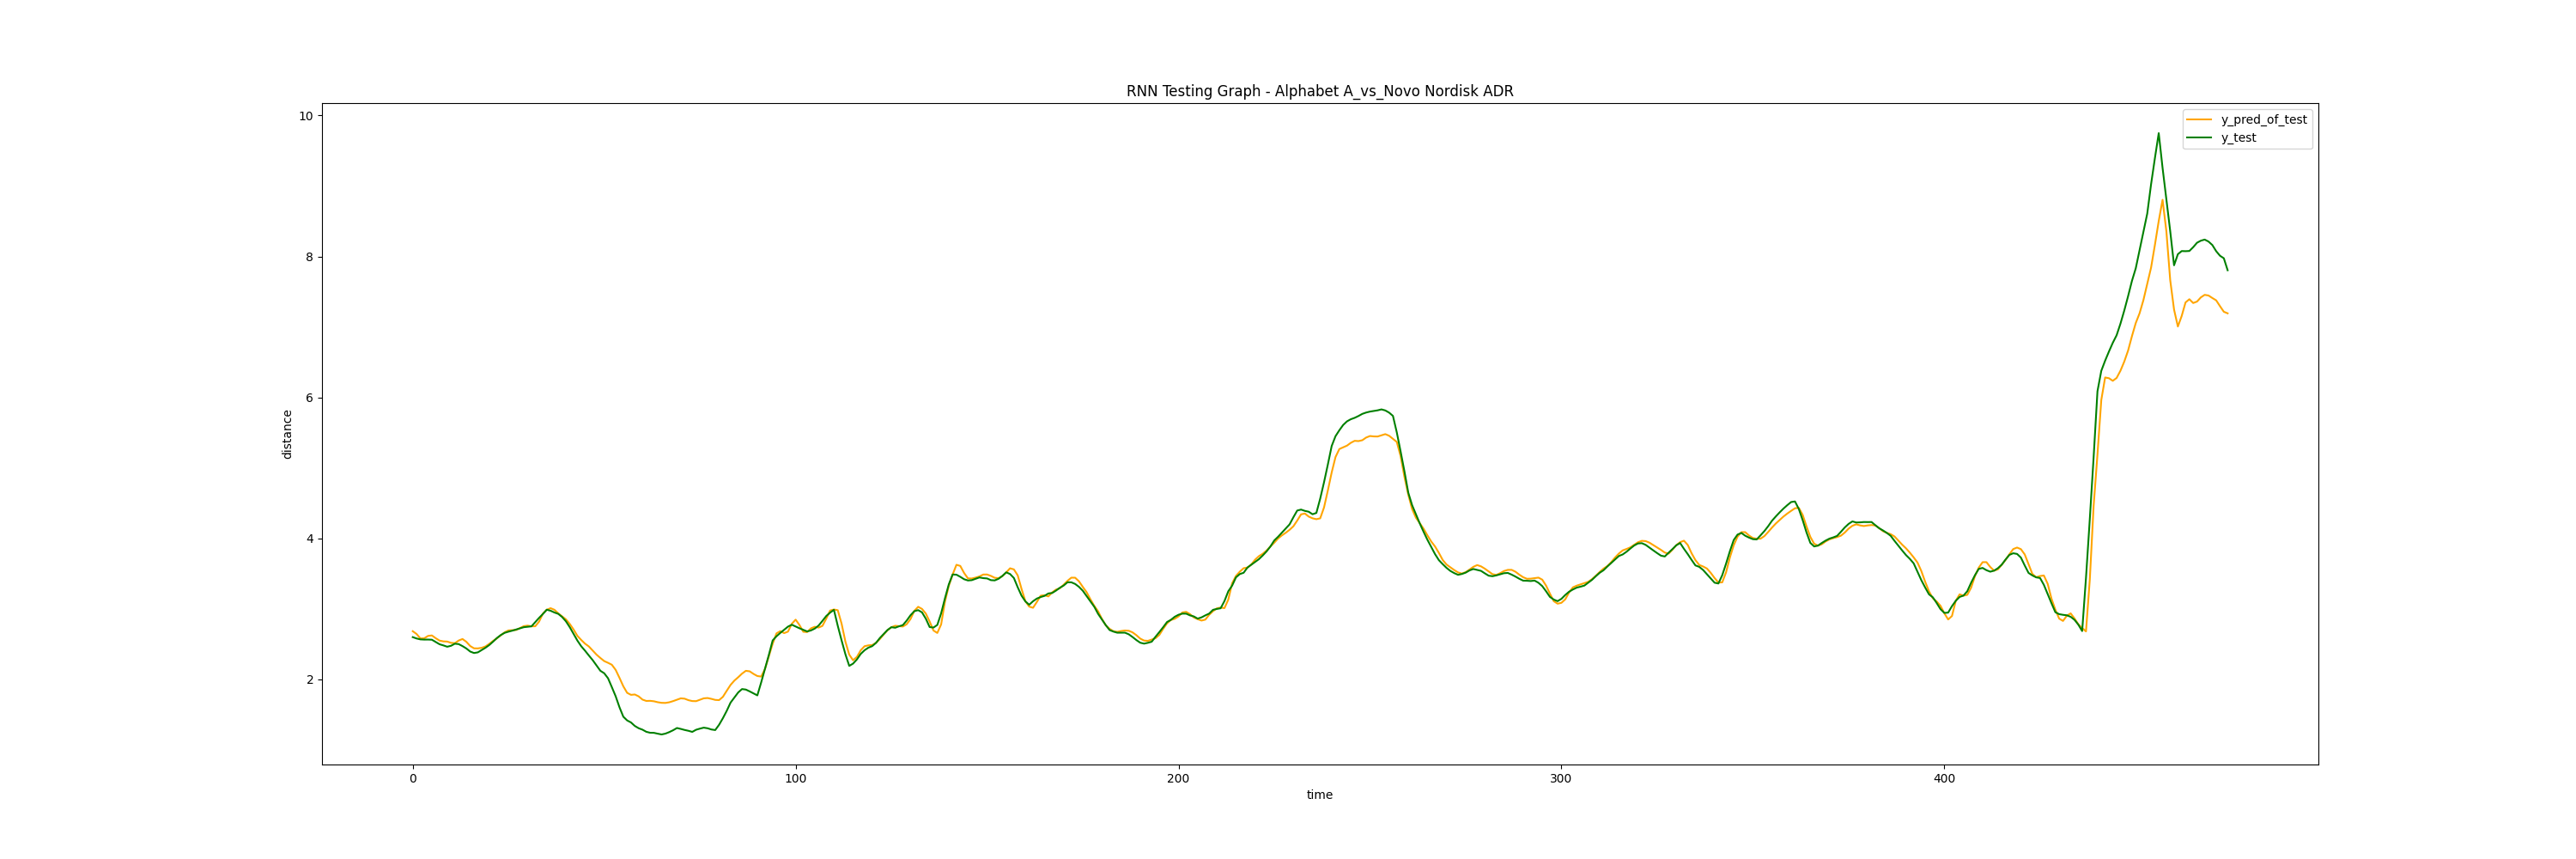 RNN Testing Graph - Alphabet A_vs_Novo Nordisk ADR
y_pred_of_test
y_test
10
8
6
4
2
distance
0 100 200 300 400
time